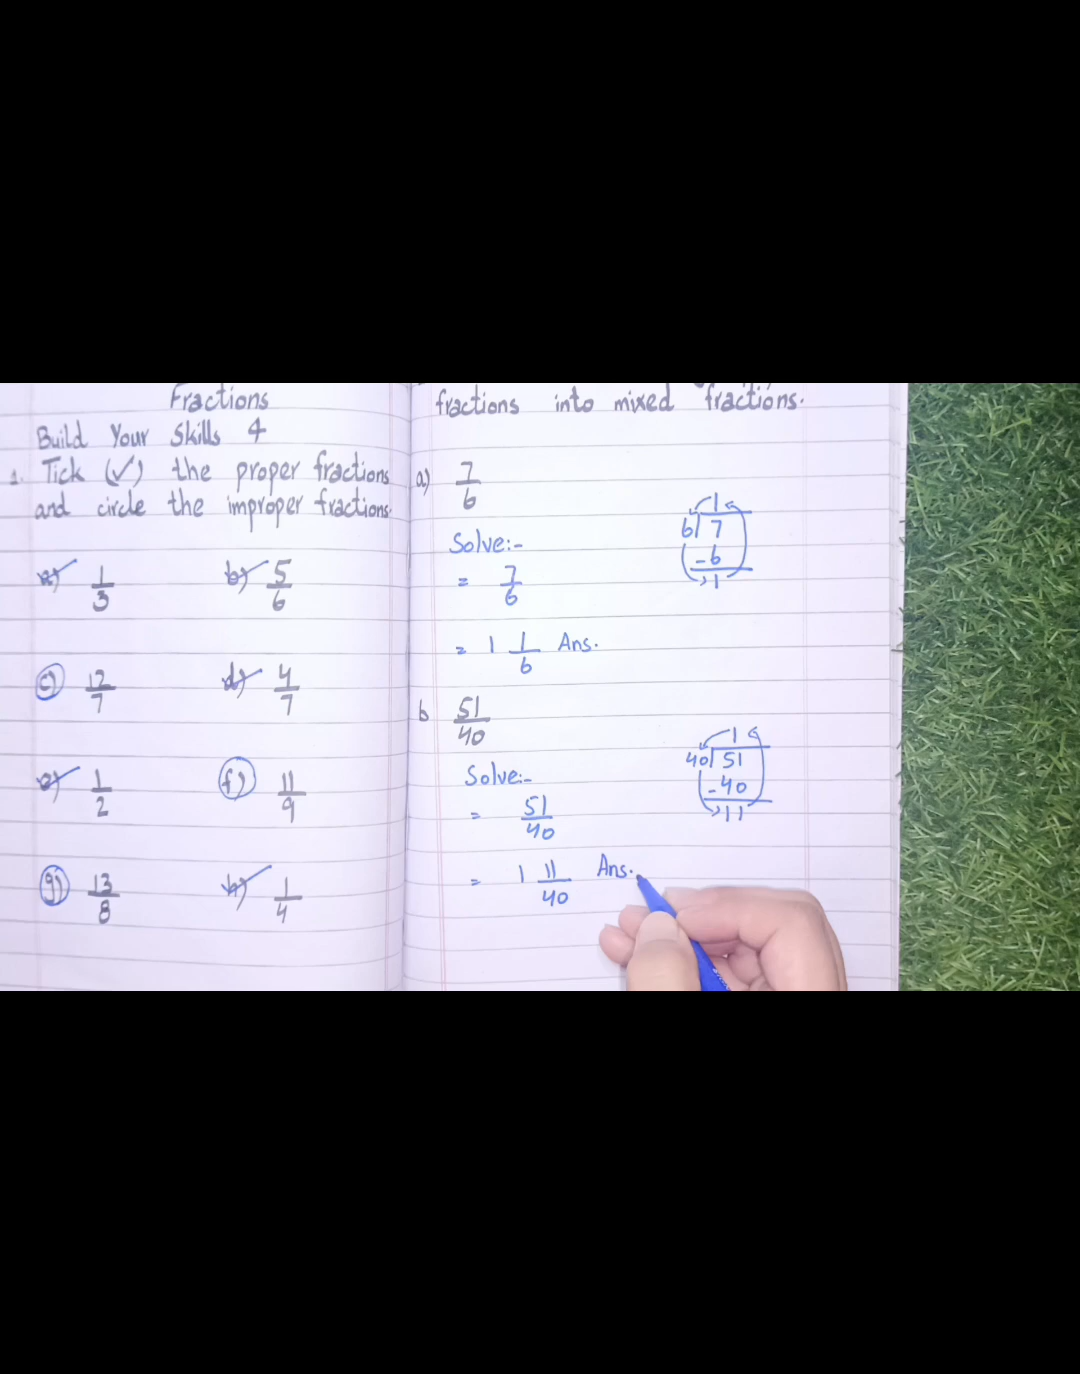 Fractions
Build Your Skills 4
1. Tick (✓) the proper fractions
and circle the improper fractions.
a) 1/3 b) 5/6
c) 12/7 d) 4/7
e) 1/2 f) 11/9
g) 13/8 h) 1/4
fractions into mixed fractions.
a) 7/6
Solve:-
= 7/6
= 1 1/6 Ans.
1
6) 7
-6
1
b 51/40
Solve:-
= 51/40
= 1 11/40 Ans.
1
40) 51
-40
11